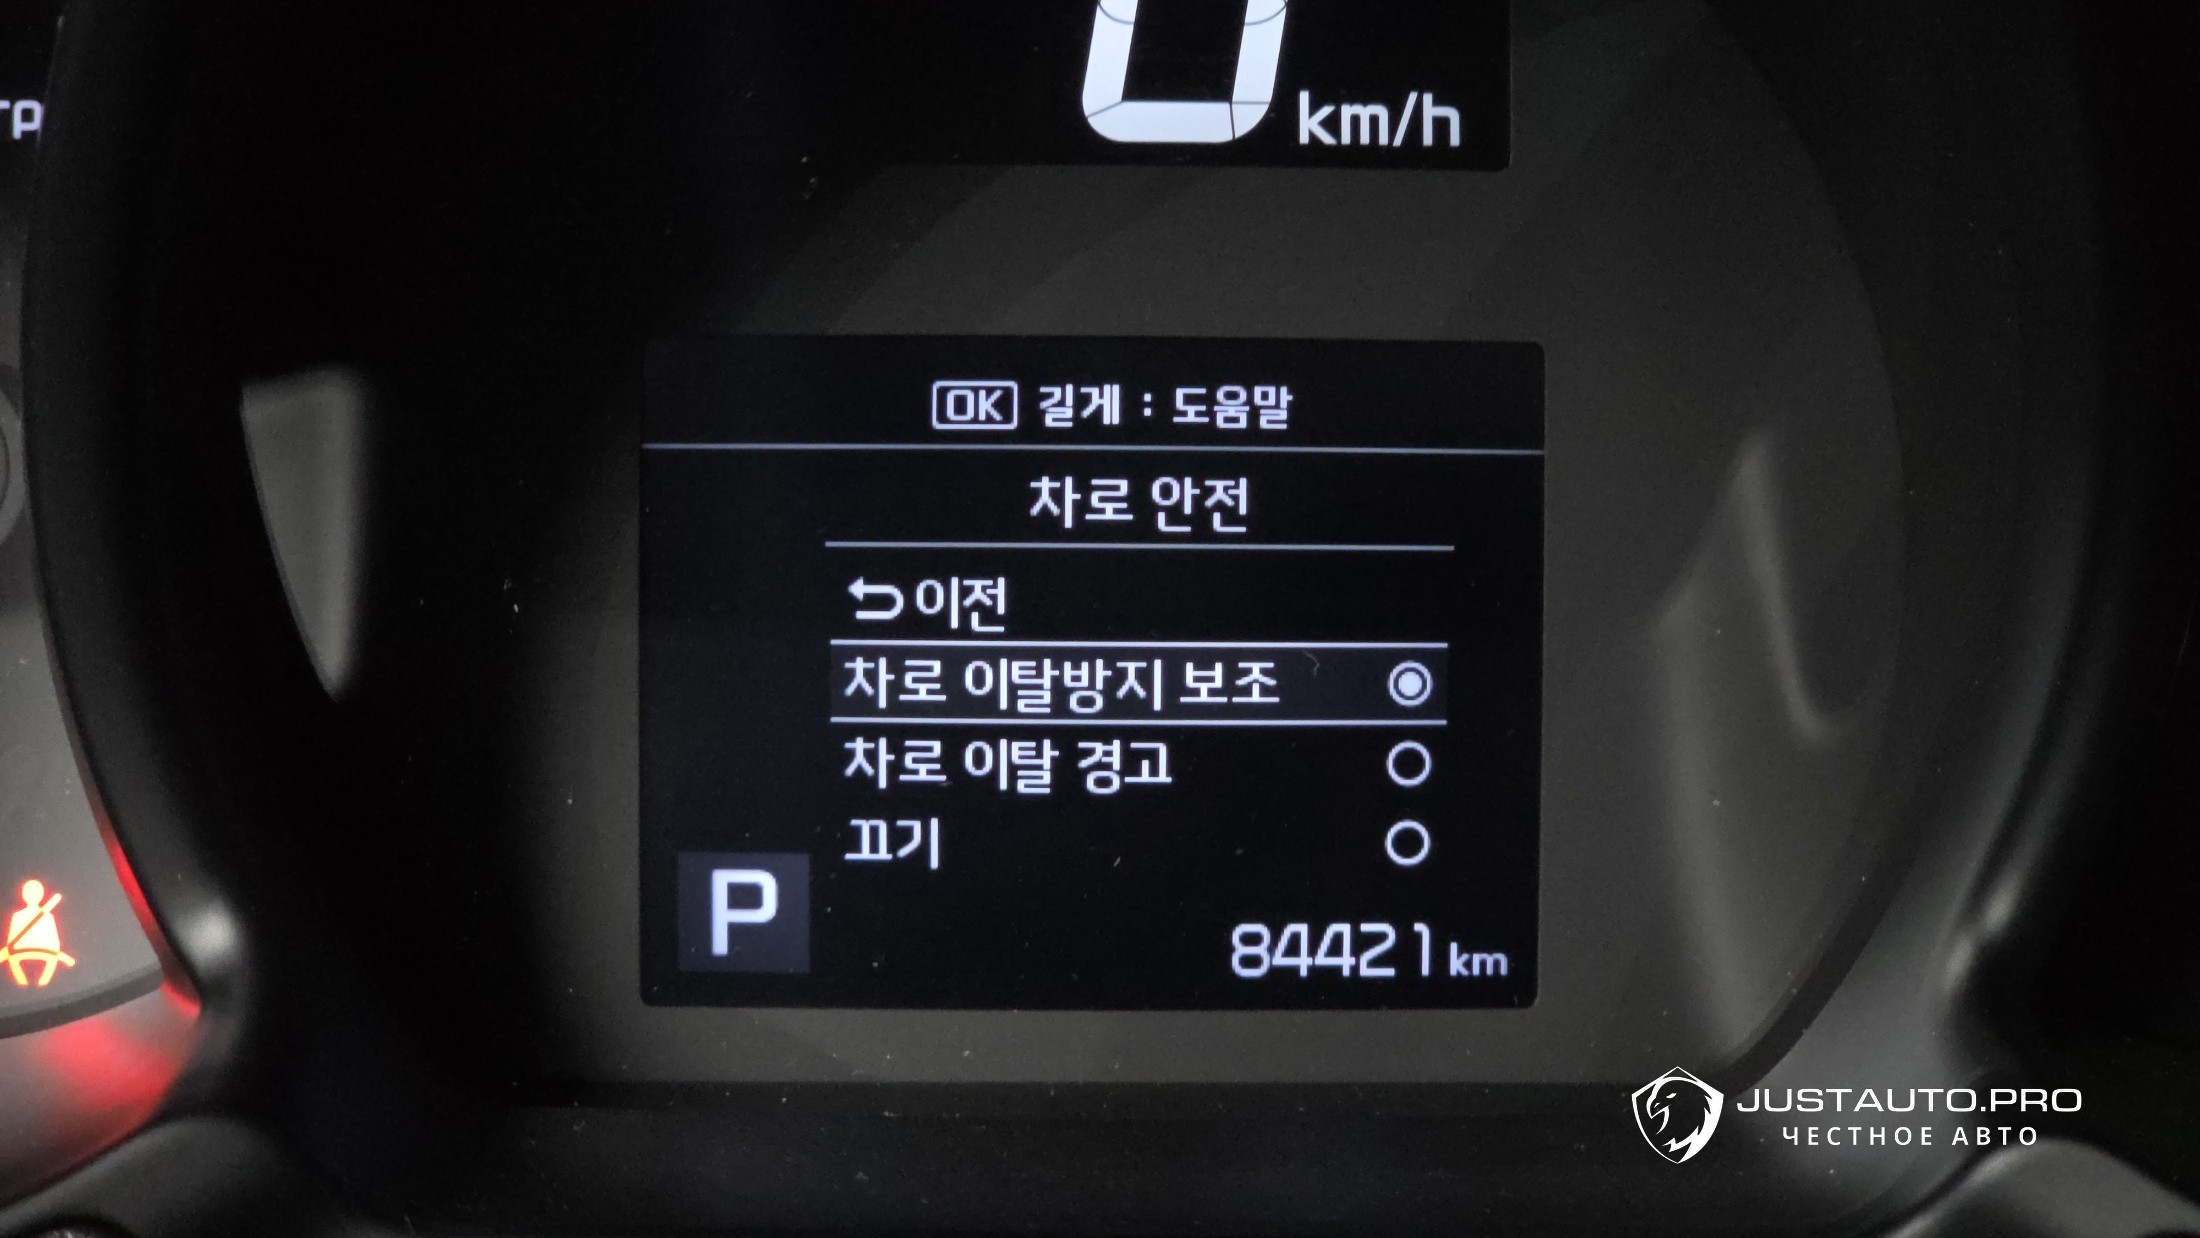 0 km/h
OK 길게 : 도움말
차로 안전
이전
차로 이탈방지 보조
차로 이탈 경고
끄기
P
84421 km
JUSTAUTO.PRO
ЧЕСТНОЕ АВТО